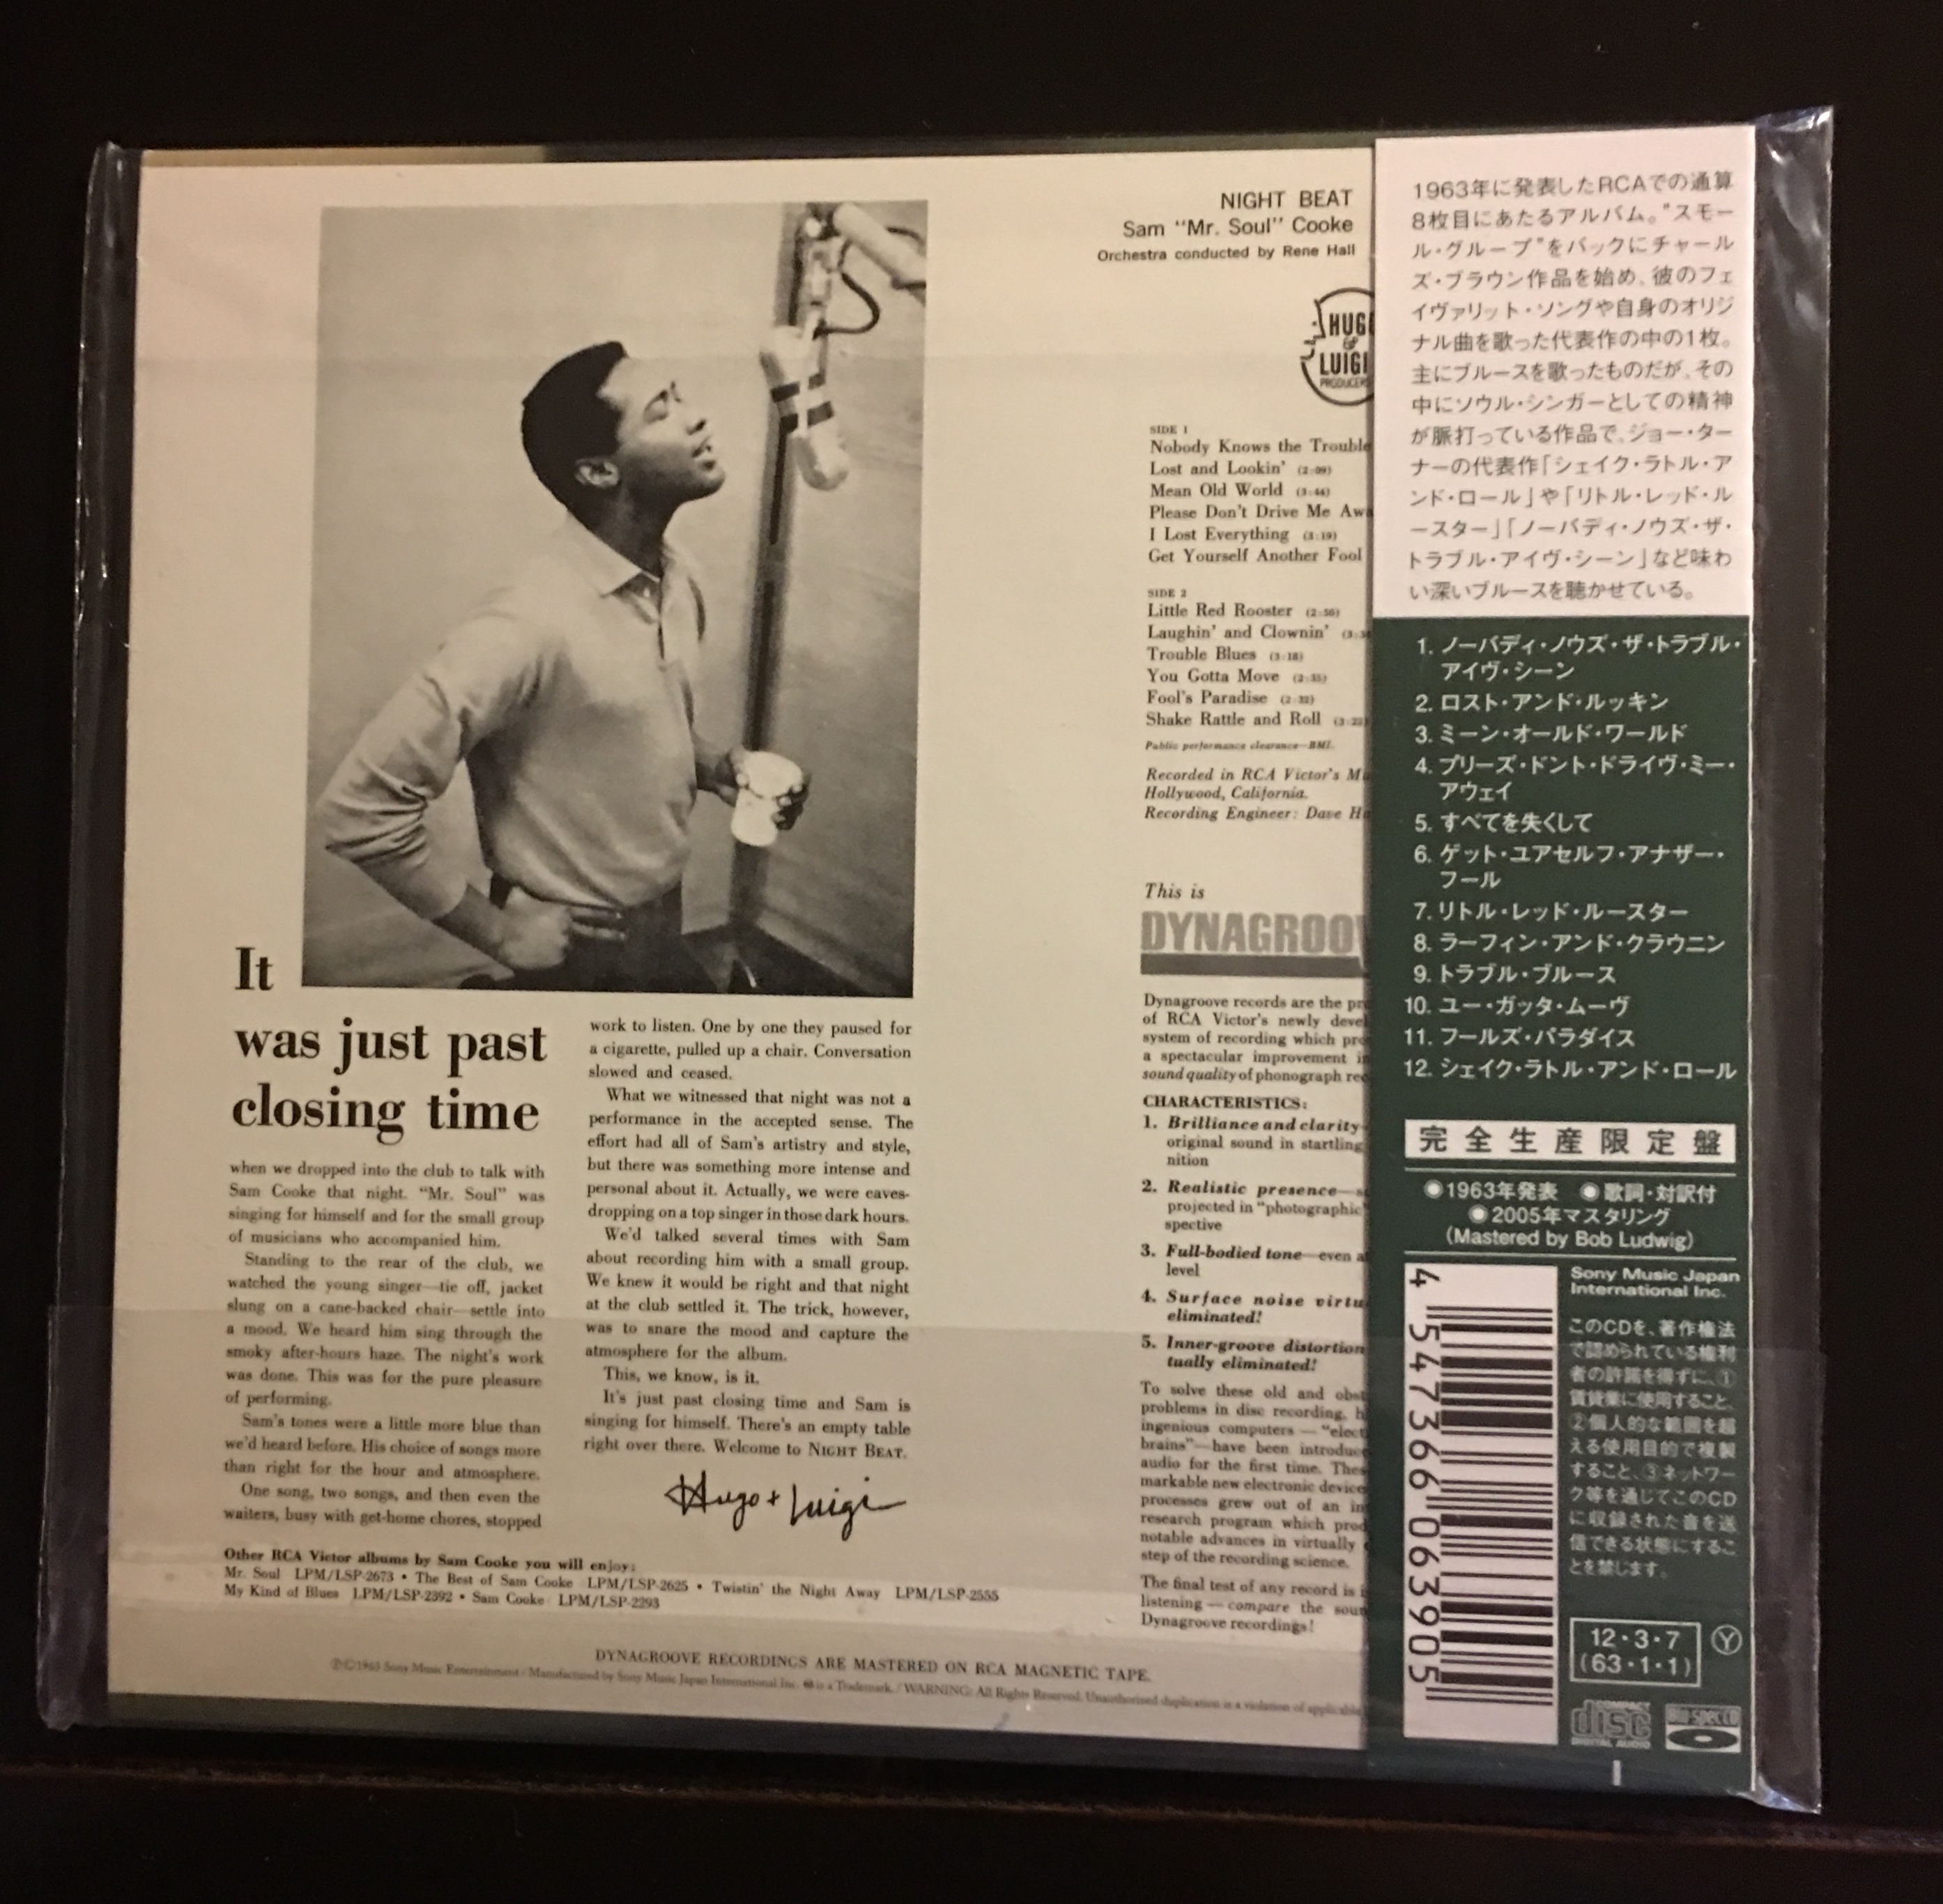 NIGHT BEAT
Sam "Mr. Soul" Cooke
Orchestra conducted by Rene Hall
HUGO
&
LUIGI
PRODUCERS
SIDE 1
Nobody Knows the Trouble
Lost and Lookin' (2:09)
Mean Old World (3:44)
Please Don't Drive Me Awa
I Lost Everything (3:19)
Get Yourself Another Fool
SIDE 2
Little Red Rooster (2:50)
Laughin' and Clownin' (3:3
Trouble Blues (3:18)
You Gotta Move (2:35)
Fool's Paradise (2:32)
Shake Rattle and Roll (3:22
Public performance clearance—BMI.
Recorded in RCA Victor's Mu
Hollywood, California.
Recording Engineer: Dave Ha
This is
DYNAGROOV
Dynagroove records are the pro
of RCA Victor's newly devel
system of recording which pro
a spectacular improvement in
sound quality of phonograph rec
CHARACTERISTICS:
1. Brilliance and clarity—
original sound in startling
nition
2. Realistic presence—s
projected in "photographic"
spective
3. Full-bodied tone—even a
level
4. Surface noise virtu
eliminated!
5. Inner-groove distortion
tually eliminated!
To solve these old and obst
problems in disc recording, h
ingenious computers — "elect
brains"—have been introduce
audio for the first time. Thes
markable new electronic device
processes grew out of an in
research program which prod
notable advances in virtually e
step of the recording science.
The final test of any record is i
listening — compare the soun
Dynagroove recordings!
It
was just past
closing time
when we dropped into the club to talk with
Sam Cooke that night. "Mr. Soul" was
singing for himself and for the small group
of musicians who accompanied him.
Standing to the rear of the club, we
watched the young singer—tie off, jacket
slung on a cane-backed chair—settle into
a mood. We heard him sing through the
smoky after-hours haze. The night's work
was done. This was for the pure pleasure
of performing.
Sam's tones were a little more blue than
we'd heard before. His choice of songs more
than right for the hour and atmosphere.
One song, two songs, and then even the
waiters, busy with get-home chores, stopped
work to listen. One by one they paused for
a cigarette, pulled up a chair. Conversation
slowed and ceased.
What we witnessed that night was not a
performance in the accepted sense. The
effort had all of Sam's artistry and style,
but there was something more intense and
personal about it. Actually, we were eaves-
dropping on a top singer in those dark hours.
We'd talked several times with Sam
about recording him with a small group.
We knew it would be right and that night
at the club settled it. The trick, however,
was to snare the mood and capture the
atmosphere for the album.
This, we know, is it.
It's just past closing time and Sam is
singing for himself. There's an empty table
right over there. Welcome to NIGHT BEAT.
Hugo + Luigi
Other RCA Victor albums by Sam Cooke you will enjoy:
Mr. Soul LPM/LSP-2673 • The Best of Sam Cooke LPM/LSP-2625 • Twistin' the Night Away LPM/LSP-2555
My Kind of Blues LPM/LSP-2392 • Sam Cooke LPM/LSP-2293
DYNAGROOVE RECORDINGS ARE MASTERED ON RCA MAGNETIC TAPE.
℗©1963 Sony Music Entertainment / Manufactured by Sony Music Japan International Inc. is a Trademark. / WARNING: All Rights Reserved. Unauthorized duplication is a violation of applicable
1963年に発表したRCAでの通算
8枚目にあたるアルバム。"スモー
ル・グループ"をバックにチャール
ズ・ブラウン作品を始め、彼のフェ
イヴァリット・ソングや自身のオリジ
ナル曲を歌った代表作の中の1枚。
主にブルースを歌ったものだが、その
中にソウル・シンガーとしての精神
が脈打っている作品で、ジョー・ター
ナーの代表作「シェイク・ラトル・ア
ンド・ロール」や「リトル・レッド・ル
ースター」「ノーバディ・ノウズ・ザ・
トラブル・アイヴ・シーン」など味わ
い深いブルースを聴かせている。
1. ノーバディ・ノウズ・ザ・トラブル・
アイヴ・シーン
2. ロスト・アンド・ルッキン
3. ミーン・オールド・ワールド
4. プリーズ・ドント・ドライヴ・ミー・
アウェイ
5. すべてを失くして
6. ゲット・ユアセルフ・アナザー・
フール
7. リトル・レッド・ルースター
8. ラーフィン・アンド・クラウニン
9. トラブル・ブルース
10. ユー・ガッタ・ムーヴ
11. フールズ・パラダイス
12. シェイク・ラトル・アンド・ロール
完全生産限定盤
◉1963年発表 ◉歌詞・対訳付
◉2005年マスタリング
(Mastered by Bob Ludwig)
4 547366 063905
Sony Music Japan
International Inc.
このCDを、著作権法
で認められている権利
者の許諾を得ずに、①
賃貸業に使用すること、
②個人的な範囲を超
える使用目的で複製
すること、③ネットワー
ク等を通じてこのCD
に収録された音を送
信できる状態にするこ
とを禁じます。
12・3・7
(63・1・1)
Ⓨ
COMPACT
disc
DIGITAL AUDIO
Blu-spec CD